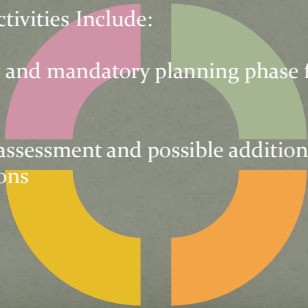 ctivities Include:
and mandatory planning phase f
assessment and possible addition
ons